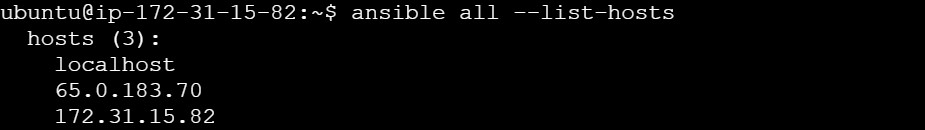 ubuntu@ip-172-31-15-82:~$ ansible all --list-hosts
hosts (3):
localhost
65.0.183.70
172.31.15.82